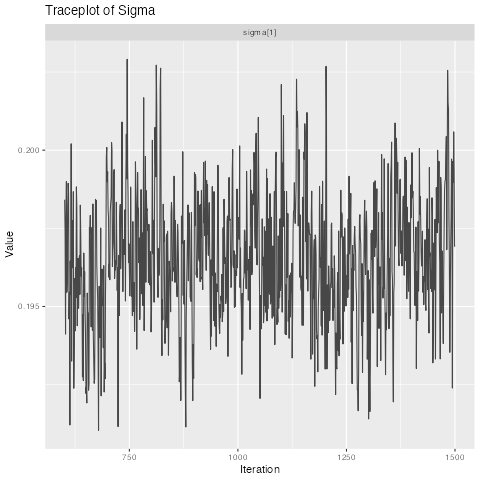 Traceplot of Sigma
sigma[1]
0.200
0.195
Value
750 1000 1250 1500
Iteration